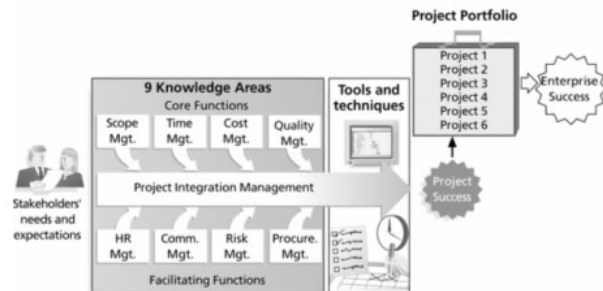 Project Portfolio
Project 1
Project 2
Project 3
Project 4
Project 5
Project 6
Enterprise
Success
9 Knowledge Areas
Core Functions
Scope
Mgt.
Time
Mgt.
Cost
Mgt.
Quality
Mgt.
Tools and
techniques
Project Integration Management
Stakeholders'
needs and
expectations
Project
Success
HR
Mgt.
Comm.
Mgt.
Risk
Mgt.
Procure.
Mgt.
Facilitating Functions